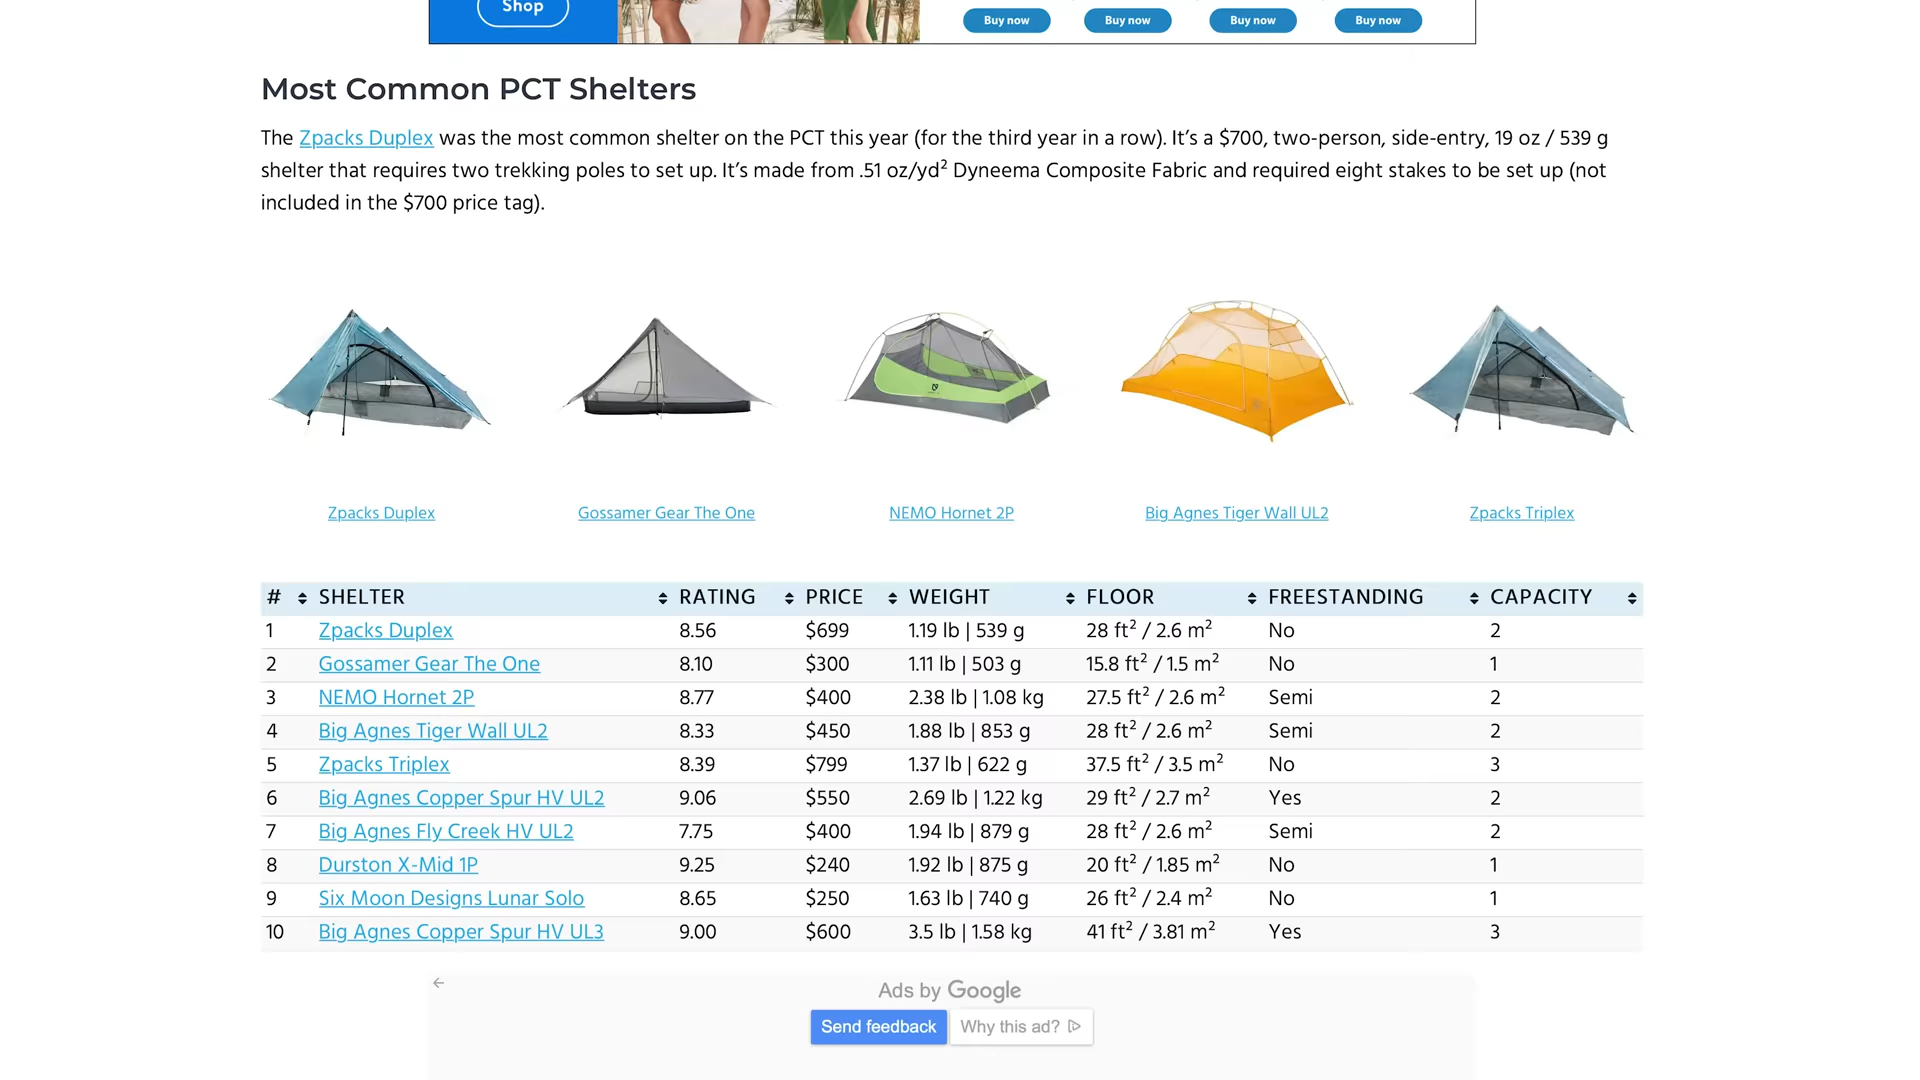 Shop
Buy now
Buy now
Buy now
Buy now
Most Common PCT Shelters
The Zpacks Duplex was the most common shelter on the PCT this year (for the third year in a row). It’s a $700, two-person, side-entry, 19 oz / 539 g
shelter that requires two trekking poles to set up. It’s made from .51 oz/yd² Dyneema Composite Fabric and required eight stakes to be set up (not
included in the $700 price tag).
Zpacks Duplex
Gossamer Gear The One
NEMO Hornet 2P
Big Agnes Tiger Wall UL2
Zpacks Triplex
# SHELTER RATING PRICE WEIGHT FLOOR FREESTANDING CAPACITY
1 Zpacks Duplex 8.56 $699 1.19 lb | 539 g 28 ft² / 2.6 m² No 2
2 Gossamer Gear The One 8.10 $300 1.11 lb | 503 g 15.8 ft² / 1.5 m² No 1
3 NEMO Hornet 2P 8.77 $400 2.38 lb | 1.08 kg 27.5 ft² / 2.6 m² Semi 2
4 Big Agnes Tiger Wall UL2 8.33 $450 1.88 lb | 853 g 28 ft² / 2.6 m² Semi 2
5 Zpacks Triplex 8.39 $799 1.37 lb | 622 g 37.5 ft² / 3.5 m² No 3
6 Big Agnes Copper Spur HV UL2 9.06 $550 2.69 lb | 1.22 kg 29 ft² / 2.7 m² Yes 2
7 Big Agnes Fly Creek HV UL2 7.75 $400 1.94 lb | 879 g 28 ft² / 2.6 m² Semi 2
8 Durston X-Mid 1P 9.25 $240 1.92 lb | 875 g 20 ft² / 1.85 m² No 1
9 Six Moon Designs Lunar Solo 8.65 $250 1.63 lb | 740 g 26 ft² / 2.4 m² No 1
10 Big Agnes Copper Spur HV UL3 9.00 $600 3.5 lb | 1.58 kg 41 ft² / 3.81 m² Yes 3
Ads by Google
Send feedback
Why this ad?